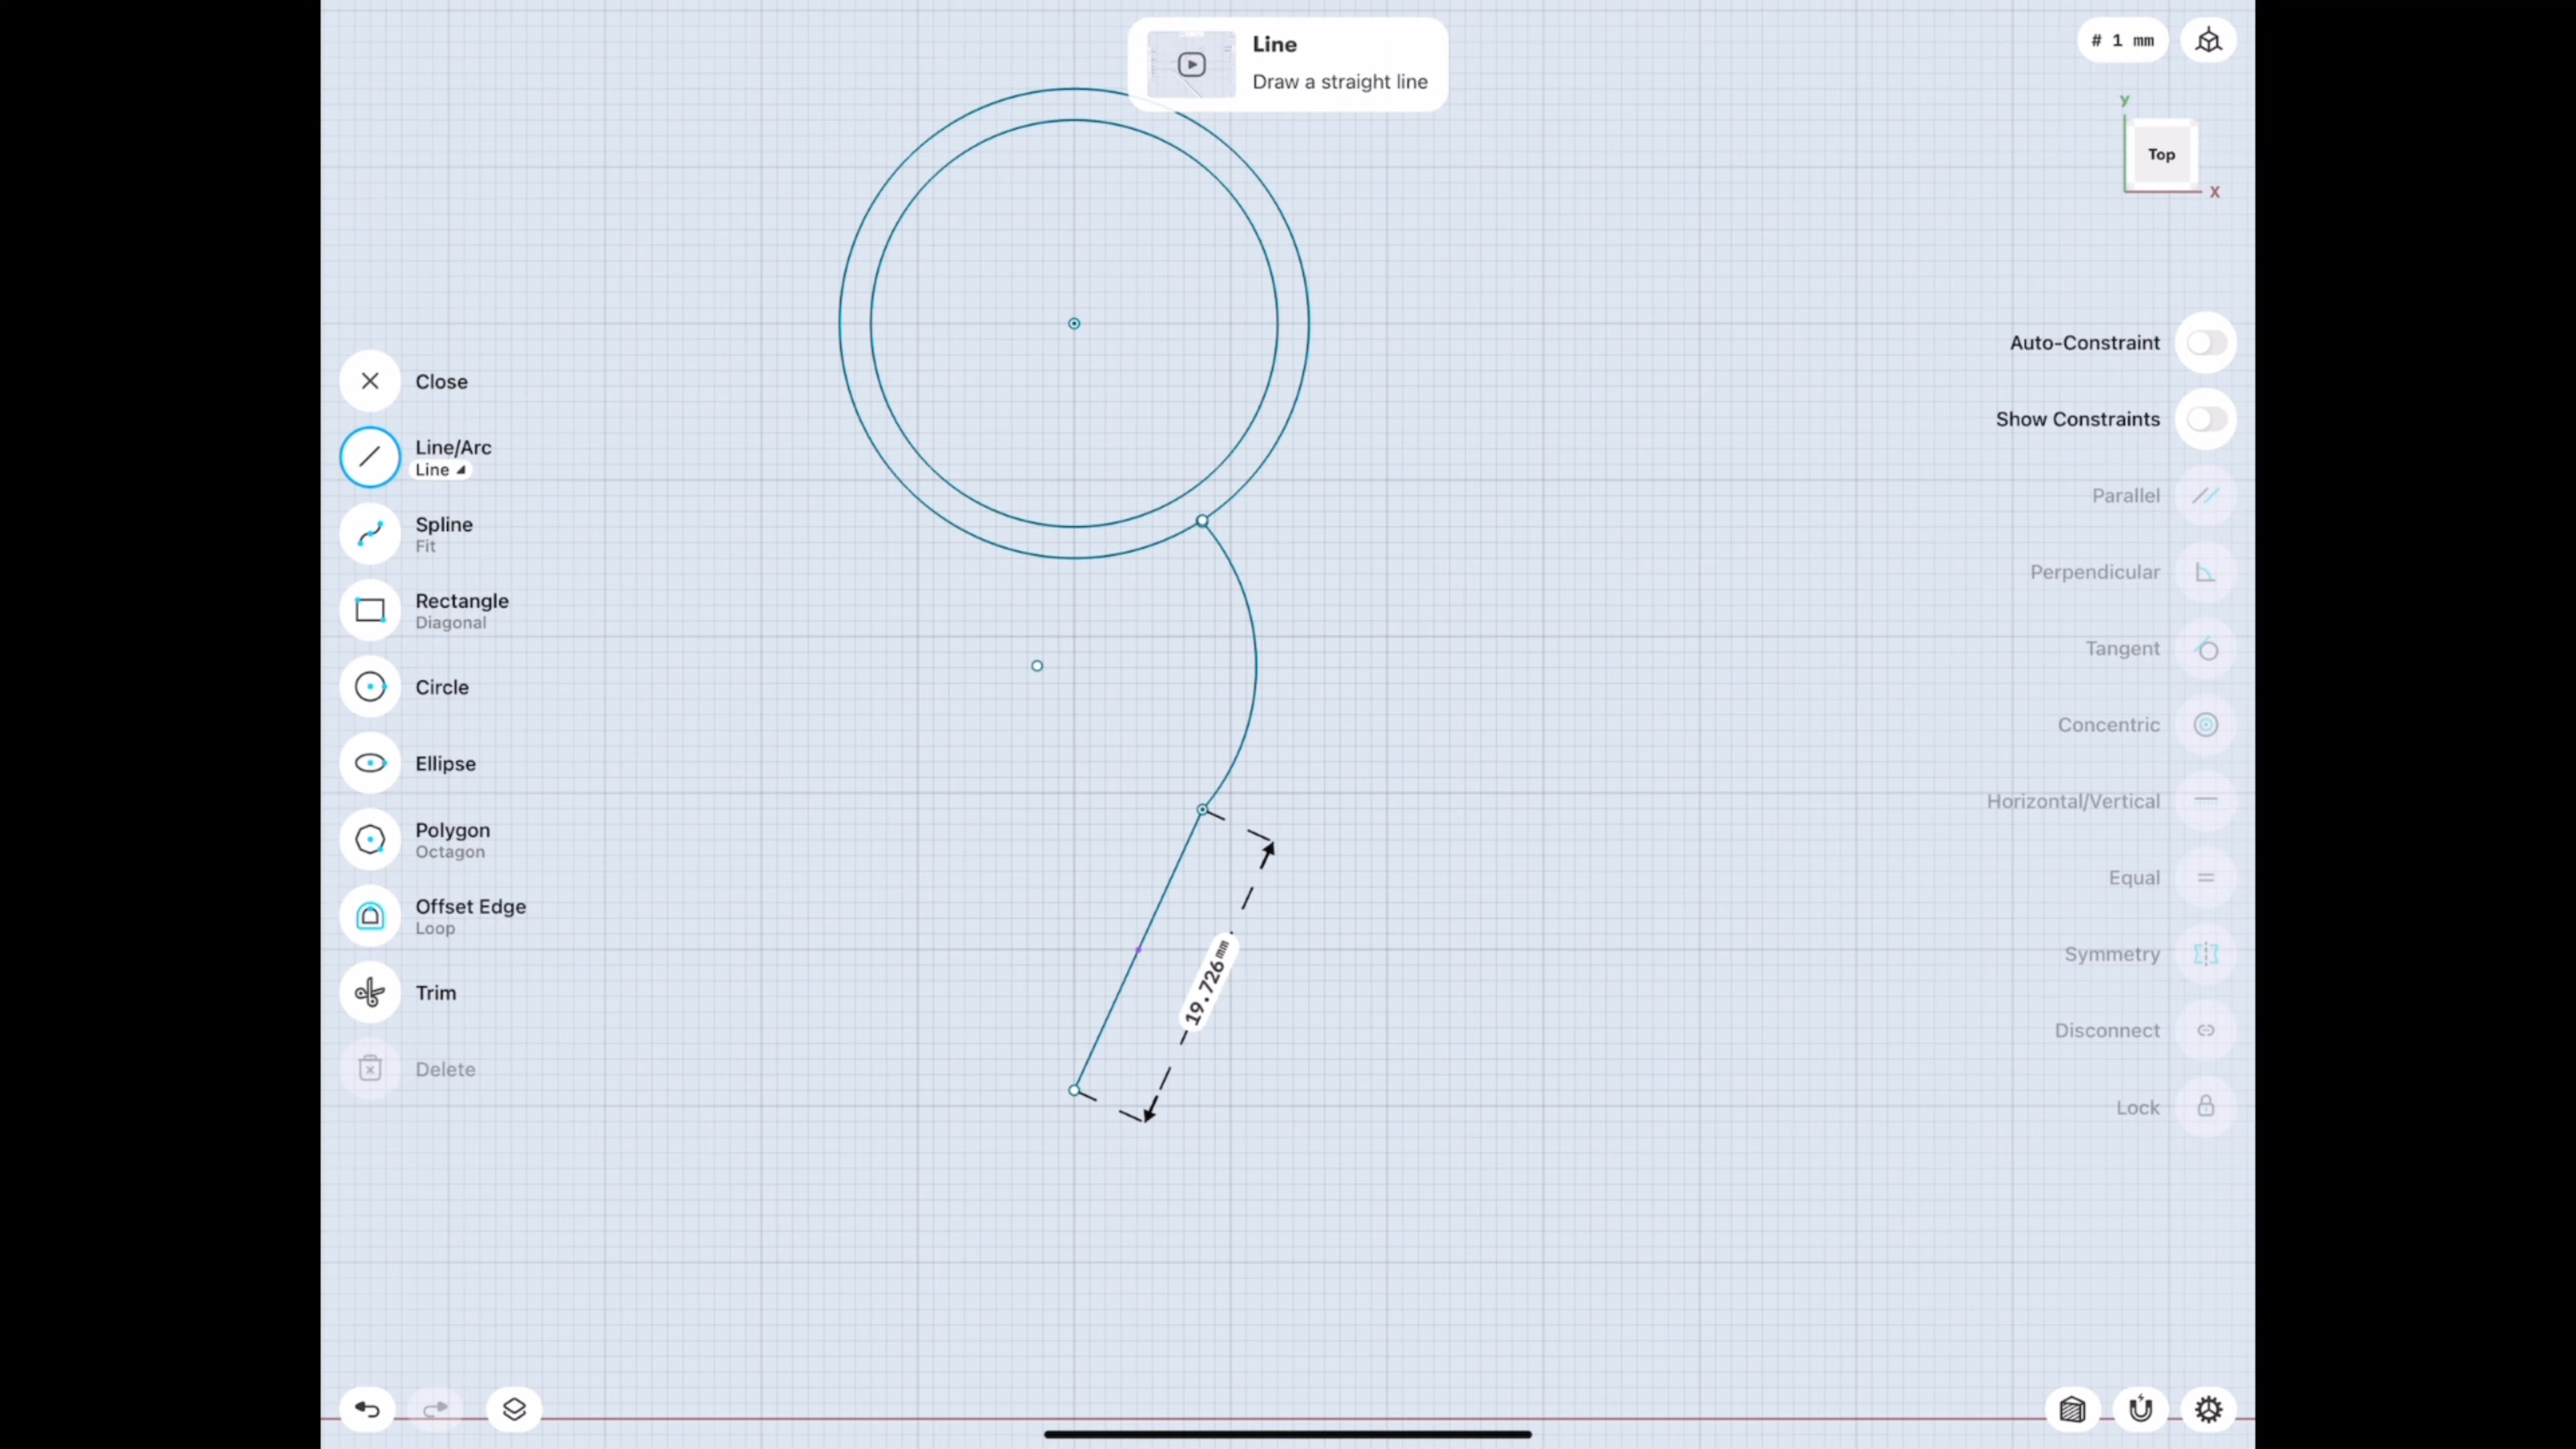 Line
Draw a straight line
# 1 mm
Y
Top
X
Close
Line/Arc
Line
Spline
Fit
Rectangle
Diagonal
Circle
Ellipse
Polygon
Octagon
Offset Edge
Loop
Trim
Delete
19.726 mm
Auto-Constraint
Show Constraints
Parallel
Perpendicular
Tangent
Concentric
Horizontal/Vertical
Equal
Symmetry
Disconnect
Lock